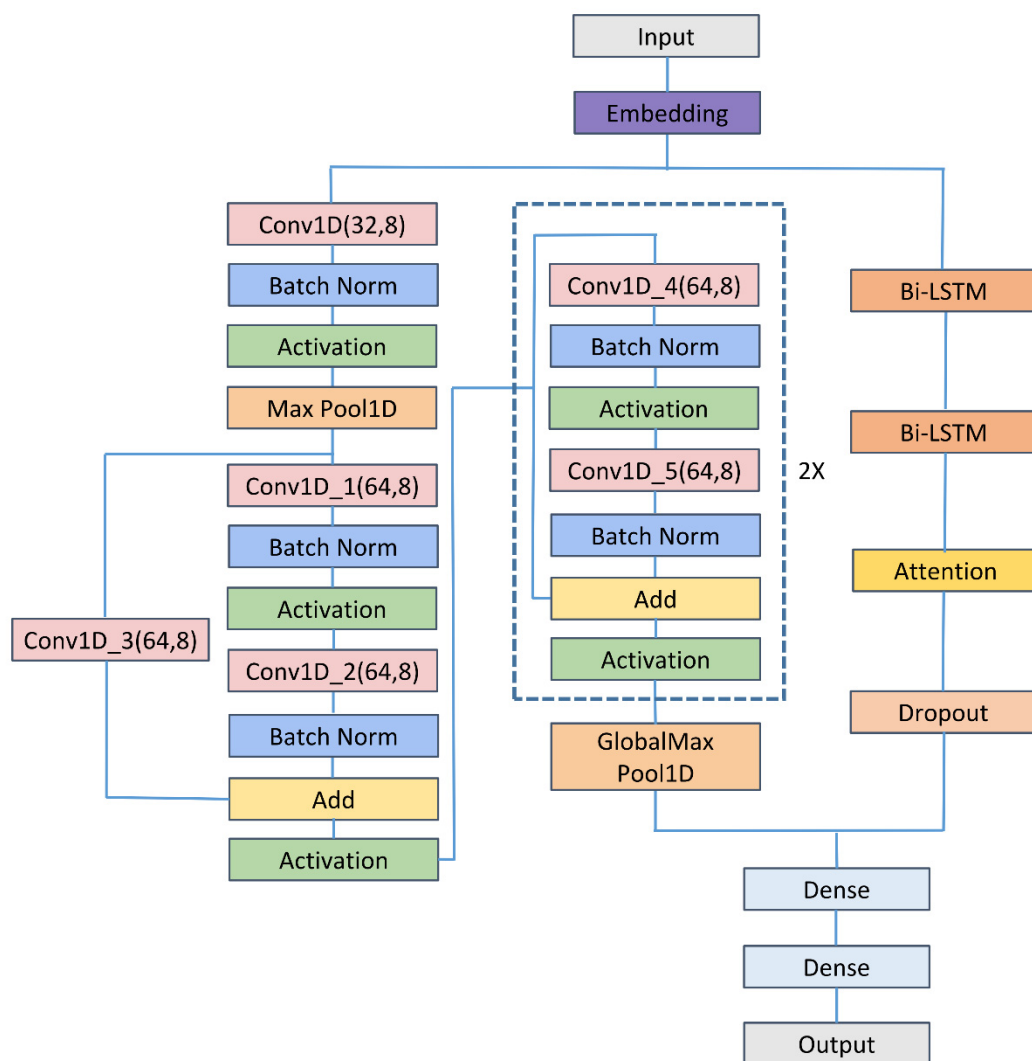 Input
Embedding
Conv1D(32,8)
Batch Norm
Activation
Max Pool1D
Conv1D_1(64,8)
Batch Norm
Activation
Conv1D_3(64,8)
Conv1D_2(64,8)
Batch Norm
Add
Activation
Conv1D_4(64,8)
Batch Norm
Activation
Conv1D_5(64,8)
2X
Batch Norm
Add
Activation
GlobalMax
Pool1D
Bi-LSTM
Bi-LSTM
Attention
Dropout
Dense
Dense
Output